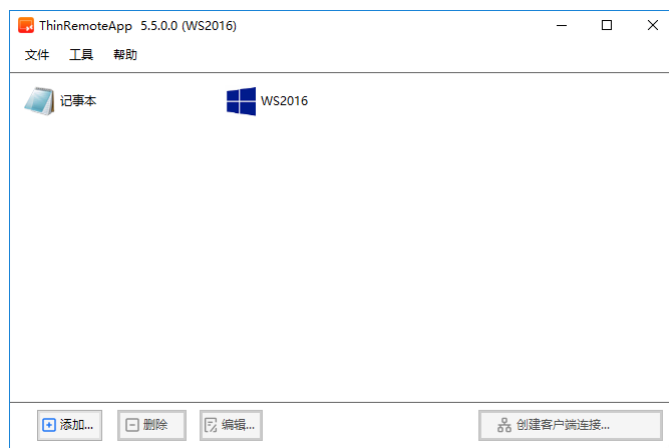 ThinRemoteApp 5.5.0.0 (WS2016)
文件 工具 帮助
记事本 WS2016
添加... 删除 编辑... 创建客户端连接...